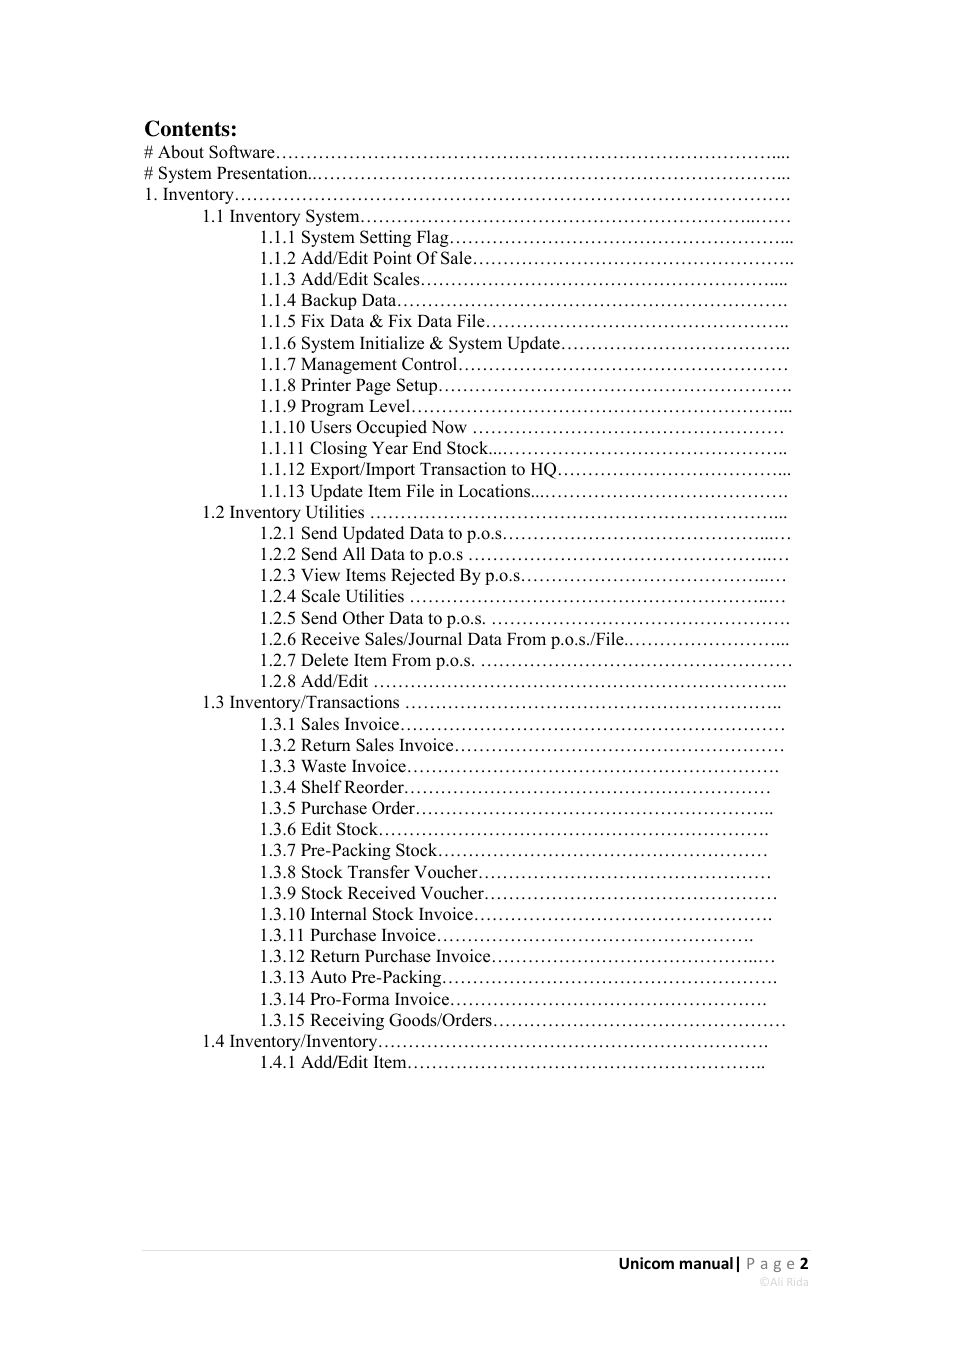 Contents:
# About Software………………………………………………………………………....
# System Presentation..…………………………………………………………………...
1. Inventory……………………………………………………………………………….
1.1 Inventory System………………………………………………………..……
1.1.1 System Setting Flag………………………………………………...
1.1.2 Add/Edit Point Of Sale……………………………………………..
1.1.3 Add/Edit Scales…………………………………………………....
1.1.4 Backup Data……………………………………………………….
1.1.5 Fix Data & Fix Data File…………………………………………..
1.1.6 System Initialize & System Update………………………………..
1.1.7 Management Control………………………………………………
1.1.8 Printer Page Setup………………………………………………….
1.1.9 Program Level……………………………………………………...
1.1.10 Users Occupied Now ……………………………………………
1.1.11 Closing Year End Stock...………………………………………..
1.1.12 Export/Import Transaction to HQ………………………………...
1.1.13 Update Item File in Locations...………………………………….
1.2 Inventory Utilities …………………………………………………………...
1.2.1 Send Updated Data to p.o.s……………………………………...…
1.2.2 Send All Data to p.o.s …………………………………………...…
1.2.3 View Items Rejected By p.o.s…………………………………..…
1.2.4 Scale Utilities …………………………………………………..…
1.2.5 Send Other Data to p.o.s. ………………………………………….
1.2.6 Receive Sales/Journal Data From p.o.s./File.……………………...
1.2.7 Delete Item From p.o.s. ……………………………………………
1.2.8 Add/Edit …………………………………………………………..
1.3 Inventory/Transactions ……………………………………………………..
1.3.1 Sales Invoice………………………………………………………
1.3.2 Return Sales Invoice………………………………………………
1.3.3 Waste Invoice…………………………………………………….
1.3.4 Shelf Reorder……………………………………………………
1.3.5 Purchase Order…………………………………………………..
1.3.6 Edit Stock……………………………………………………….
1.3.7 Pre-Packing Stock………………………………………………
1.3.8 Stock Transfer Voucher…………………………………………
1.3.9 Stock Received Voucher…………………………………………
1.3.10 Internal Stock Invoice………………………………………….
1.3.11 Purchase Invoice…………………………………………….
1.3.12 Return Purchase Invoice……………………………………..…
1.3.13 Auto Pre-Packing……………………………………………….
1.3.14 Pro-Forma Invoice…………………………………………….
1.3.15 Receiving Goods/Orders…………………………………………
1.4 Inventory/Inventory……………………………………………………….
1.4.1 Add/Edit Item…………………………………………………..
Unicom manual| P a g e 2
©Ali Rida